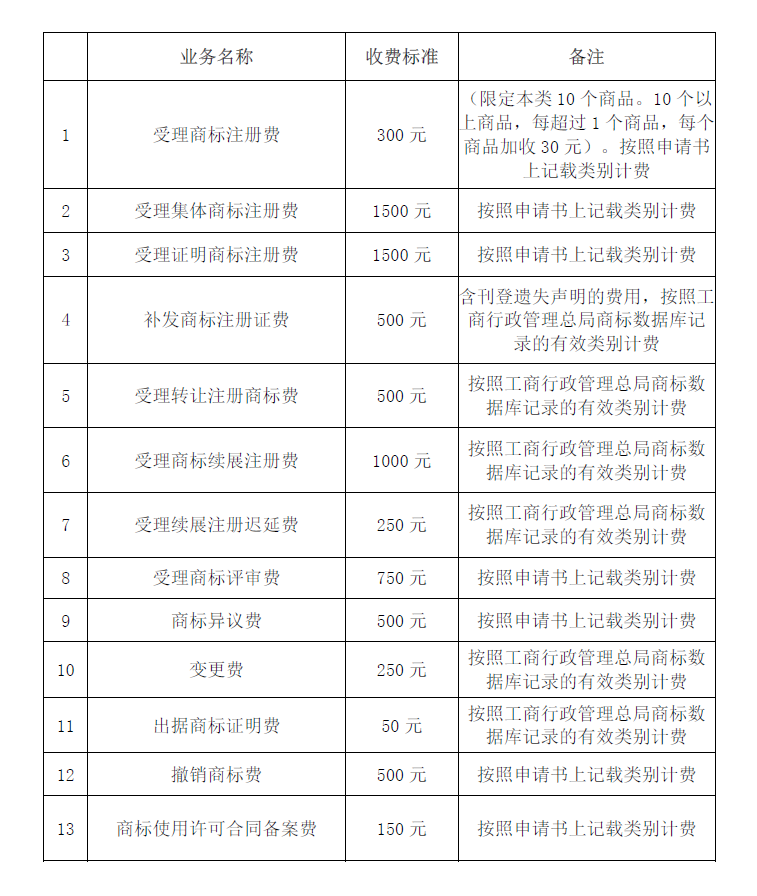 业务名称 收费标准 备注
1 受理商标注册费 300 元 （限定本类 10 个商品。10 个以
上商品，每超过 1 个商品，每个
商品加收 30 元）。按照申请书
上记载类别计费
2 受理集体商标注册费 1500 元 按照申请书上记载类别计费
3 受理证明商标注册费 1500 元 按照申请书上记载类别计费
4 补发商标注册证费 500 元 含刊登遗失声明的费用，按照工
商行政管理总局商标数据库记
录的有效类别计费
5 受理转让注册商标费 500 元 按照工商行政管理总局商标数
据库记录的有效类别计费
6 受理商标续展注册费 1000 元 按照工商行政管理总局商标数
据库记录的有效类别计费
7 受理续展注册迟延费 250 元 按照工商行政管理总局商标数
据库记录的有效类别计费
8 受理商标评审费 750 元 按照申请书上记载类别计费
9 商标异议费 500 元 按照申请书上记载类别计费
10 变更费 250 元 按照工商行政管理总局商标数
据库记录的有效类别计费
11 出据商标证明费 50 元 按照工商行政管理总局商标数
据库记录的有效类别计费
12 撤销商标费 500 元 按照申请书上记载类别计费
13 商标使用许可合同备案费 150 元 按照申请书上记载类别计费